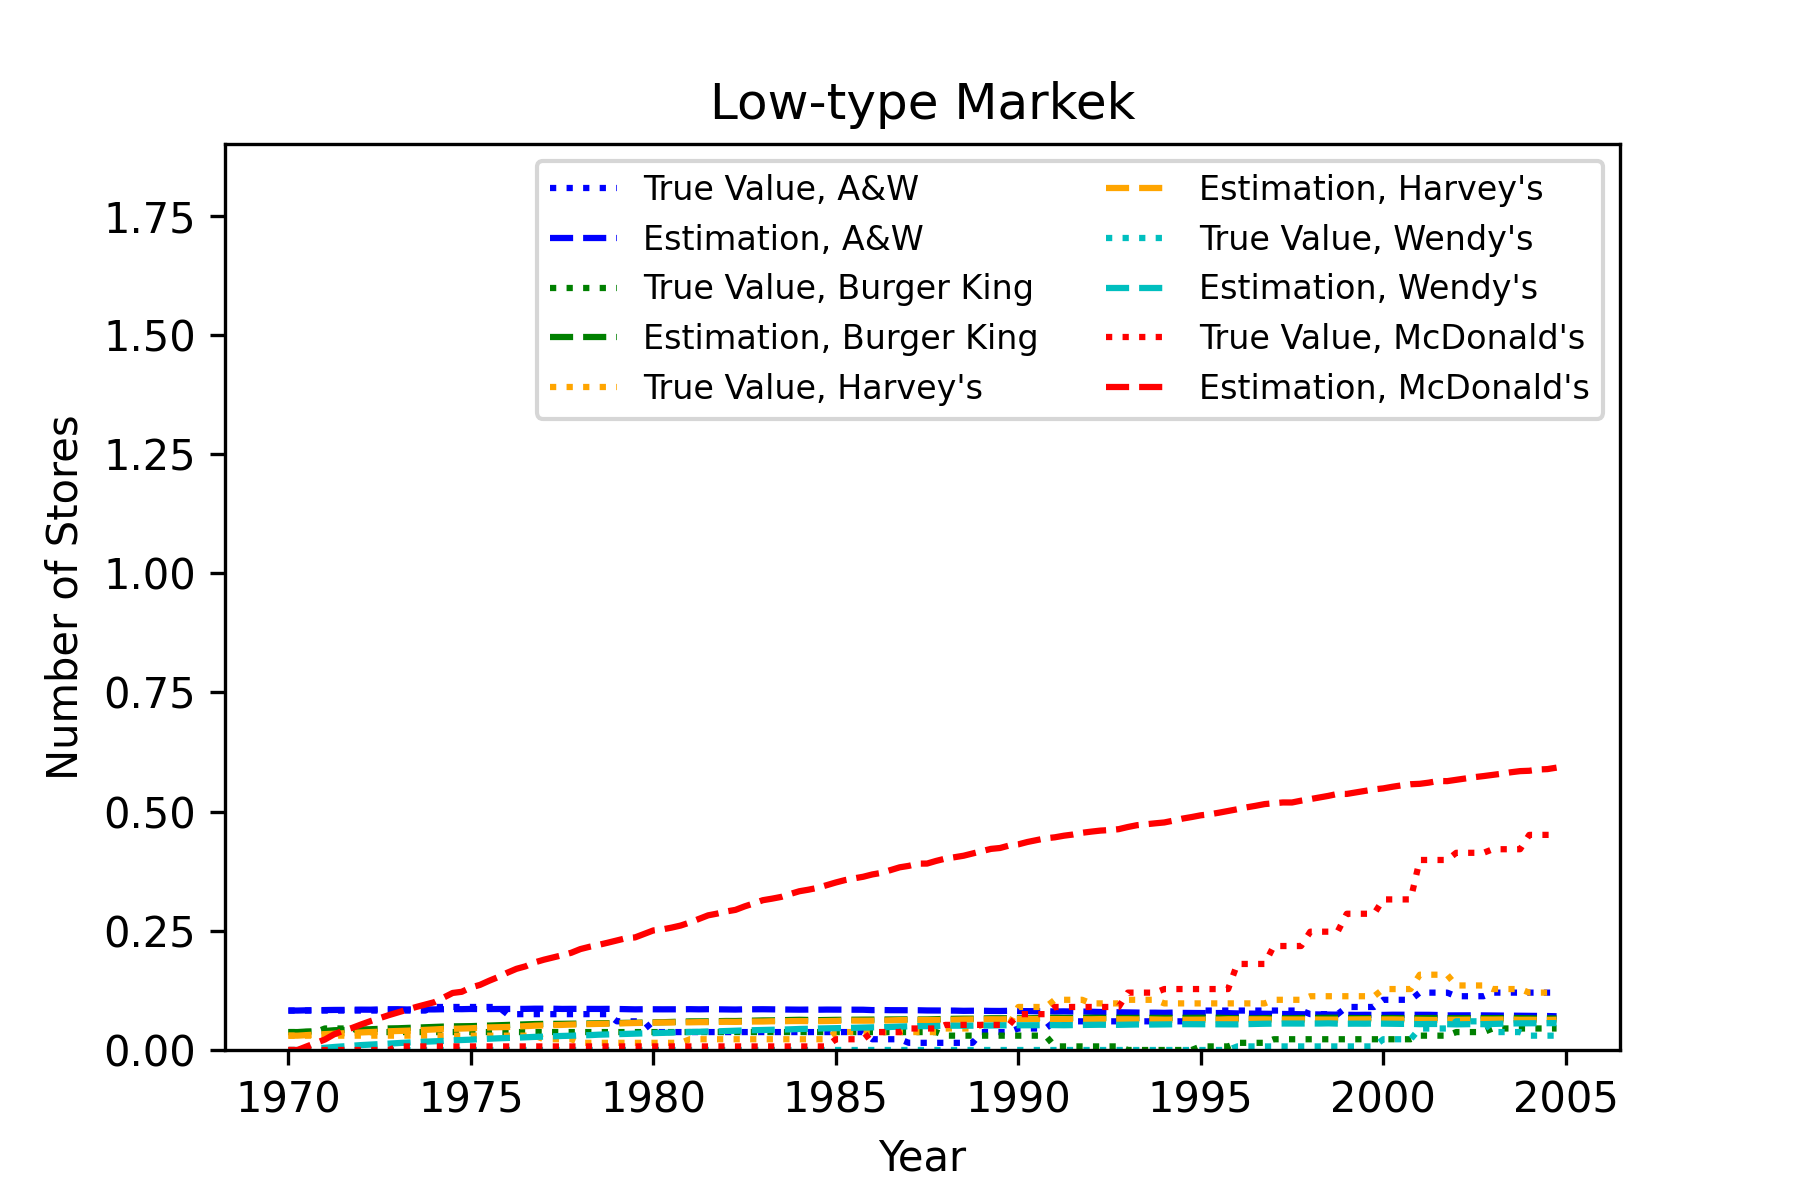 Low-type Markek
True Value, A&W
Estimation, A&W
True Value, Burger King
Estimation, Burger King
True Value, Harvey's
Estimation, Harvey's
True Value, Wendy's
Estimation, Wendy's
True Value, McDonald's
Estimation, McDonald's
Number of Stores
1.75
1.50
1.25
1.00
0.75
0.50
0.25
0.00
1970 1975 1980 1985 1990 1995 2000 2005
Year